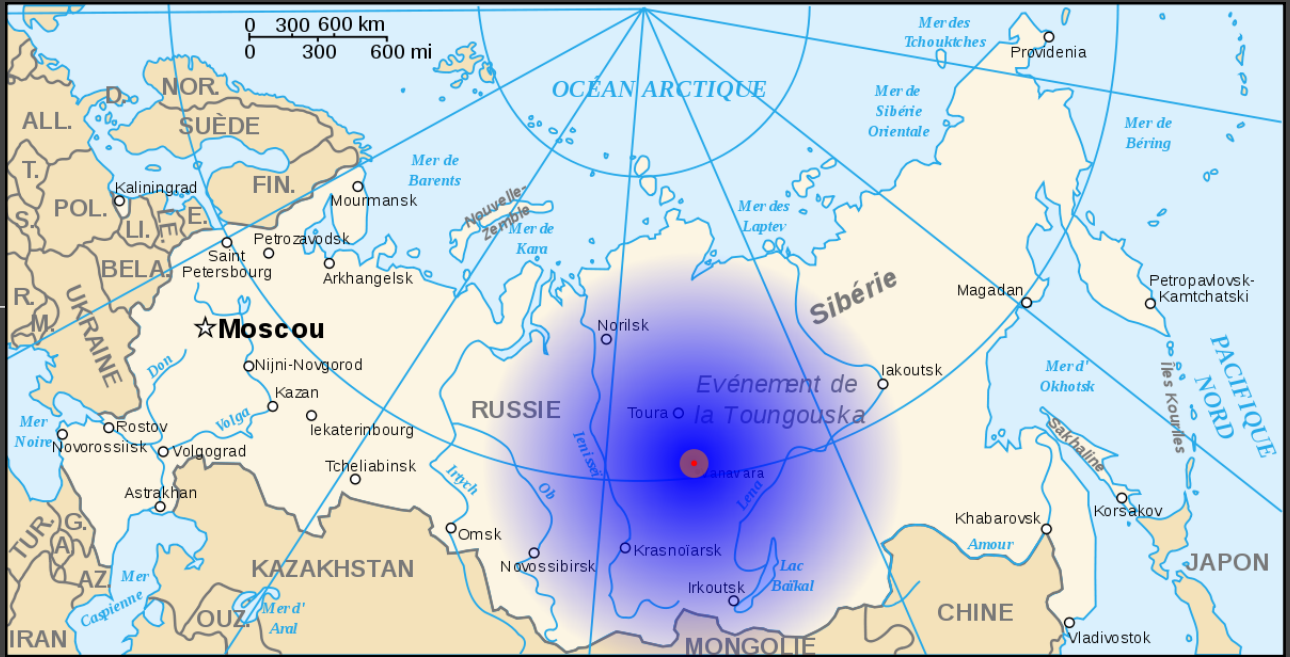 0 300 600 km
0 300 600 mi
Mer des
Tchouktches
Providenia
OCÉAN ARCTIQUE
NOR.
D.
ALL.
SUÈDE
Mer de
Sibérie
Orientale
Mer de
Béring
Mer de
Barents
T.
FIN.
Kaliningrad
Mourmansk
POL.
S.
LI.
LE.
E.
Nouvelle-
Zemble
Mer de
Kara
Mer des
Laptev
Petrozavodsk
Saint
Petersbourg
BELA.
Arkhangelsk
Sibérie
Magadan
Petropavlovsk-
Kamtchatski
R.
M.
UKRAINE
Moscou
Norilsk
Don
Nijni-Novgorod
Kazan
Iakoutsk
Mer d'
Okhotsk
Îles Kouriles
PACIFIQUE
NORD
Evénement de
la Toungouska
RUSSIE
Toura
Mer
Noire
Rostov
Volga
Iekaterinbourg
Novorossiisk
Volgograd
Ienisseï
Sakhaline
Tcheliabinsk
Irtych
Ob
Lena
anavara
Astrakhan
Korsakov
TUR.
G.
A.
Omsk
Khabarovsk
Amour
Krasnoïarsk
Novossibirsk
JAPON
AZ.
Mer
Caspienne
KAZAKHSTAN
Lac
Baïkal
Irkoutsk
OUZ.
Mer d'
Aral
CHINE
IRAN
MONGOLIE
Vladivostok